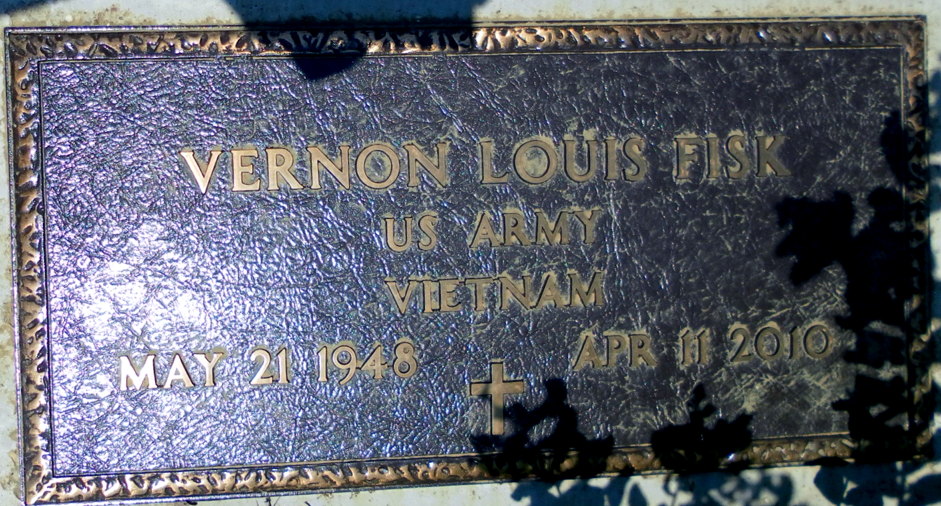 VERNON LOUIS FISK
US ARMY
VIETNAM
MAY 21 1948 APR 11 2010